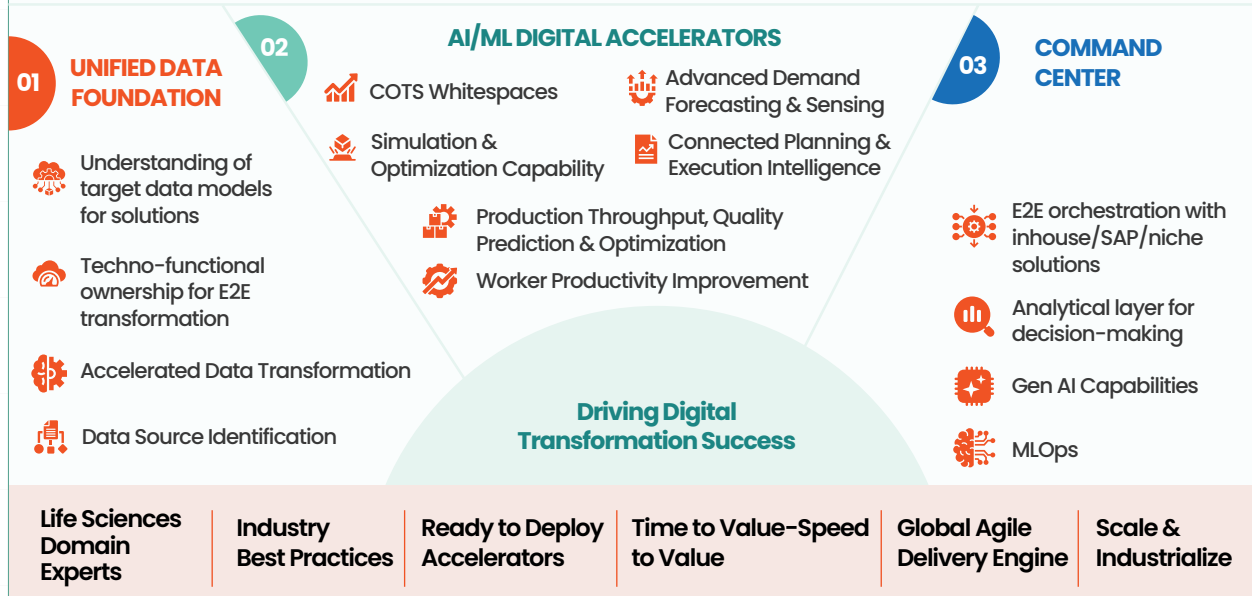 01
UNIFIED DATA
FOUNDATION
Understanding of
target data models
for solutions
Techno-functional
ownership for E2E
transformation
Accelerated Data Transformation
Data Source Identification
02
AI/ML DIGITAL ACCELERATORS
COTS Whitespaces
Advanced Demand
Forecasting & Sensing
Simulation &
Optimization Capability
Connected Planning &
Execution Intelligence
Production Throughput, Quality
Prediction & Optimization
Worker Productivity Improvement
03
COMMAND
CENTER
E2E orchestration with
inhouse/SAP/niche
solutions
Analytical layer for
decision-making
Gen AI Capabilities
MLOps
Driving Digital
Transformation Success
Life Sciences
Domain
Experts
Industry
Best Practices
Ready to Deploy
Accelerators
Time to Value-Speed
to Value
Global Agile
Delivery Engine
Scale &
Industrialize